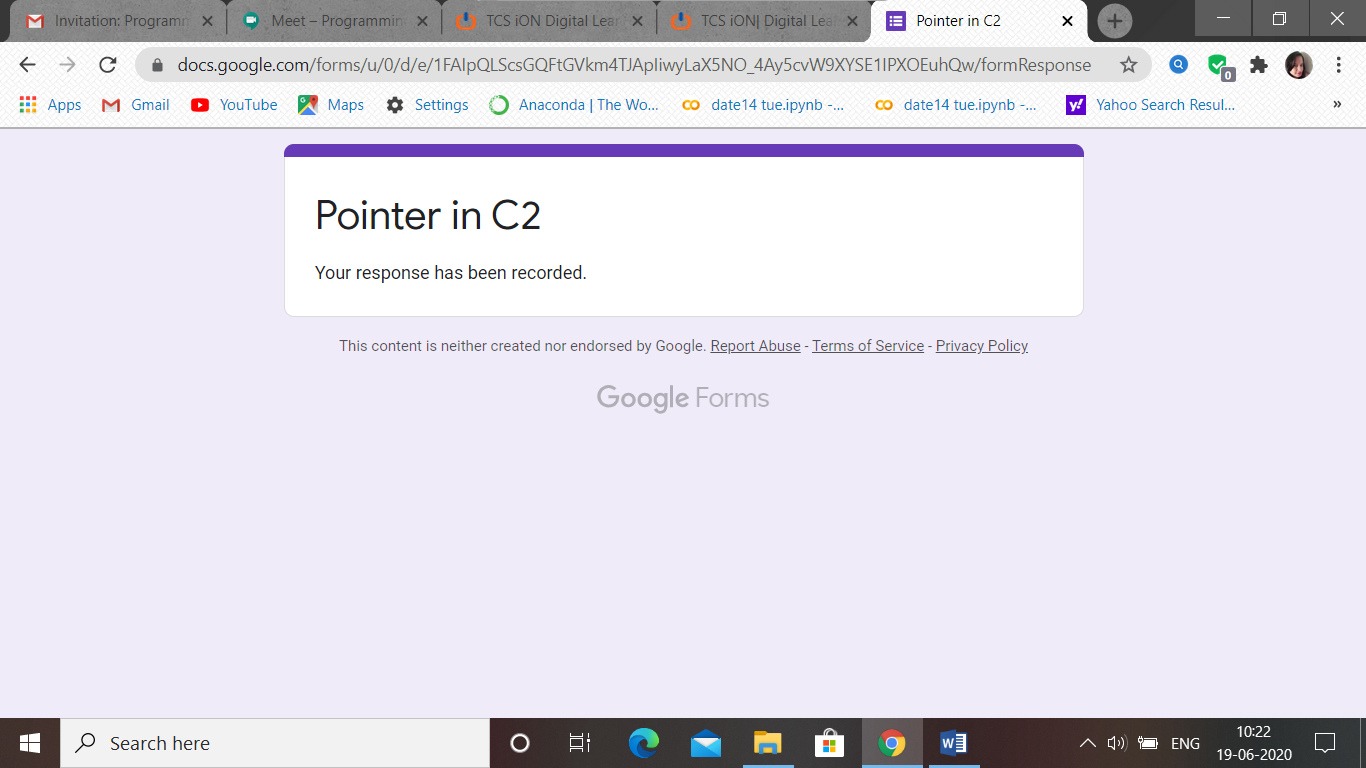 Invitation: Programm
Meet – Programmin
TCS iON Digital Lear
TCS iON| Digital Lea
Pointer in C2
docs.google.com/forms/u/0/d/e/1FAIpQLScsGQFtGVkm4TJApIiwyLaX5NO_4Ay5cvW9XYSE1IPXOEuhQw/formResponse
0
Apps
Gmail
YouTube
Maps
Settings
Anaconda | The Wo...
date14 tue.ipynb -...
date14 tue.ipynb -...
Yahoo Search Resul...
»
Pointer in C2
Your response has been recorded.
This content is neither created nor endorsed by Google. Report Abuse - Terms of Service - Privacy Policy
Google Forms
Search here
ENG
10:22
19-06-2020